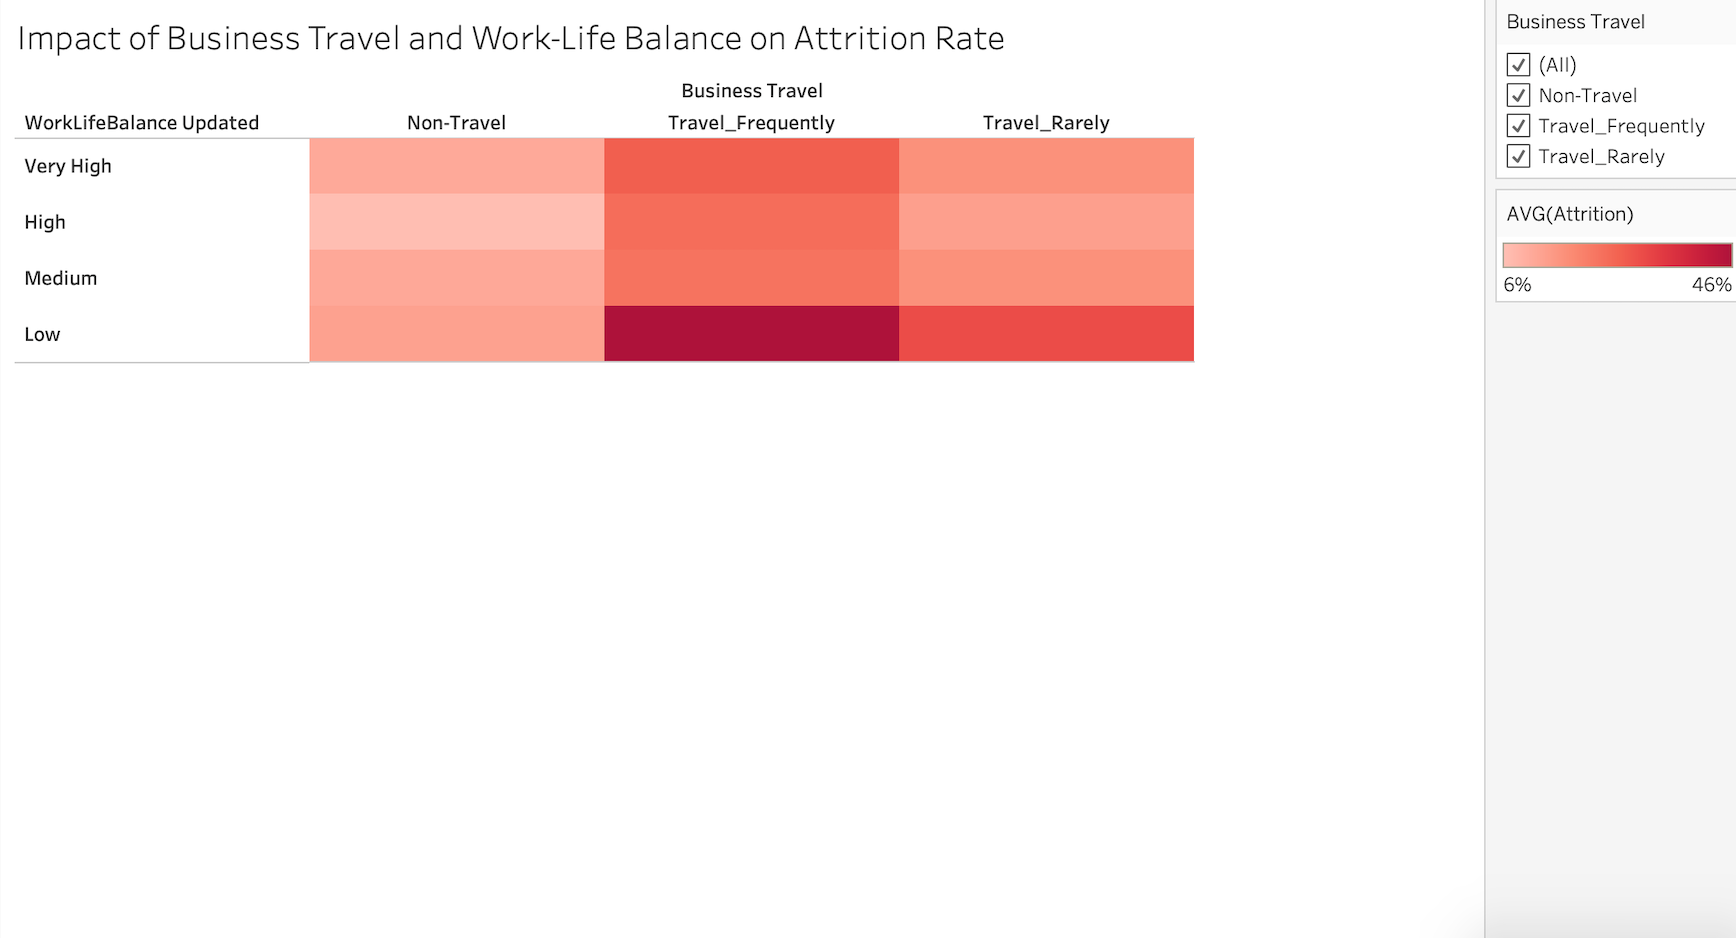 Impact of Business Travel and Work-Life Balance on Attrition Rate
Business Travel
WorkLifeBalance Updated Non-Travel Travel_Frequently Travel_Rarely
Very High
High
Medium
Low
Business Travel
(All)
Non-Travel
Travel_Frequently
Travel_Rarely
AVG(Attrition)
6% 46%